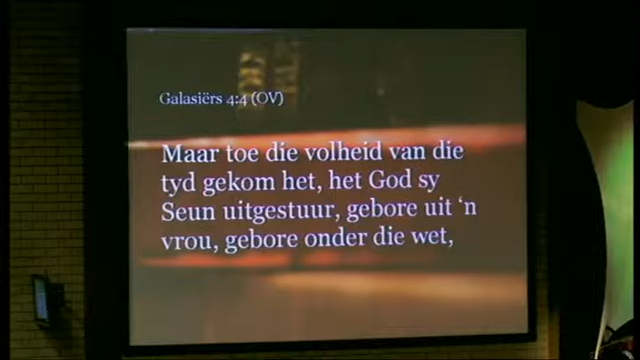 Galasiërs 4:4 (OV)
Maar toe die volheid van die
tyd gekom het, het God sy
Seun uitgestuur, gebore uit ‘n
vrou, gebore onder die wet,